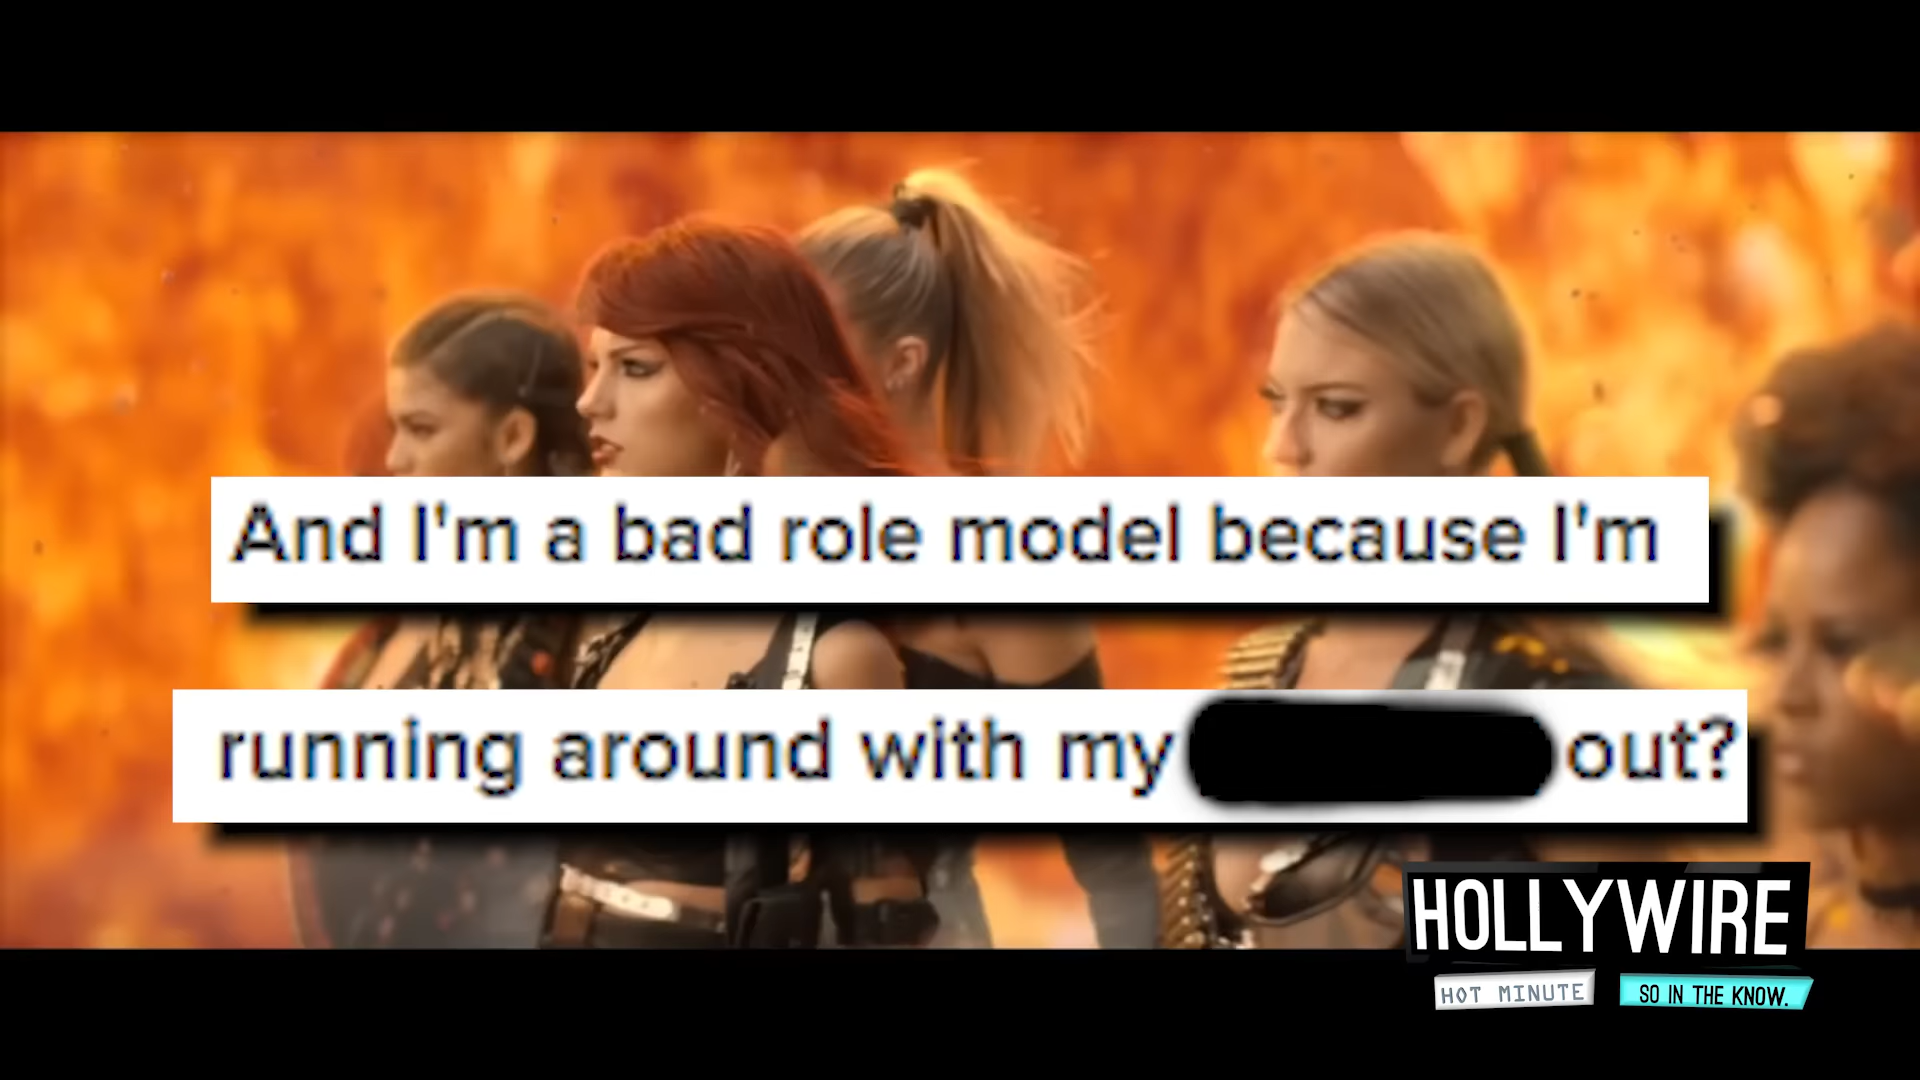 And I'm a bad role model because I'm
running around with my out?
HOLLYWIRE
HOT MINUTE
SO IN THE KNOW.